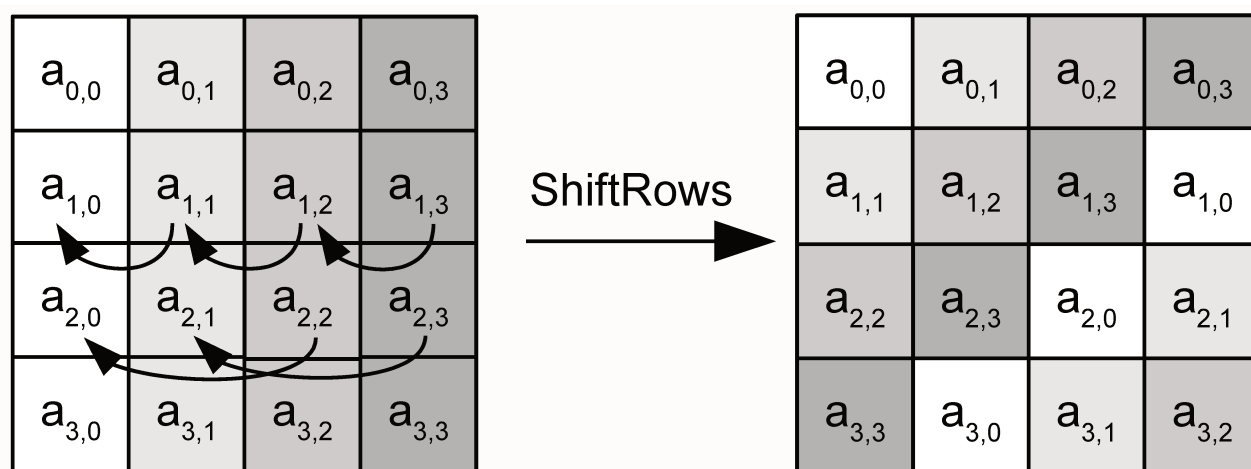 a0,0 a0,1 a0,2 a0,3
a1,0 a1,1 a1,2 a1,3
a2,0 a2,1 a2,2 a2,3
a3,0 a3,1 a3,2 a3,3
ShiftRows
a0,0 a0,1 a0,2 a0,3
a1,1 a1,2 a1,3 a1,0
a2,2 a2,3 a2,0 a2,1
a3,3 a3,0 a3,1 a3,2